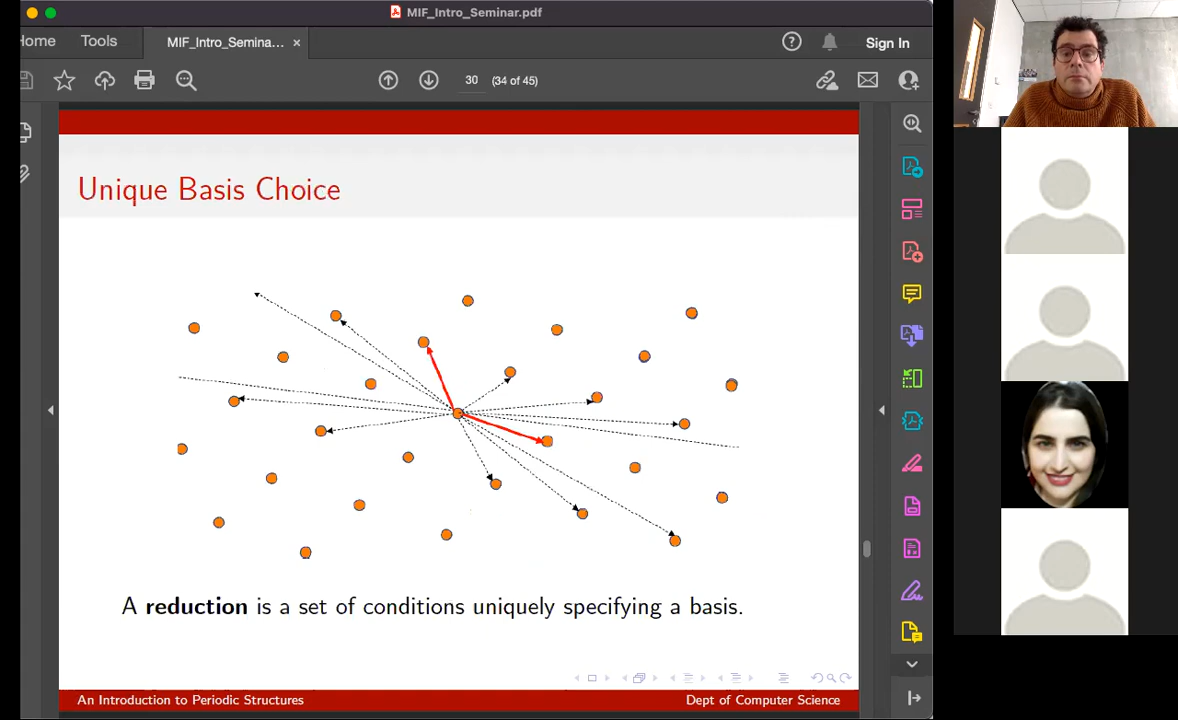 MIF_Intro_Seminar.pdf
Home
Tools
MIF_Intro_Semina...
×
?
Sign In
30
(34 of 45)
Unique Basis Choice
A reduction is a set of conditions uniquely specifying a basis.
An Introduction to Periodic Structures
Dept of Computer Science